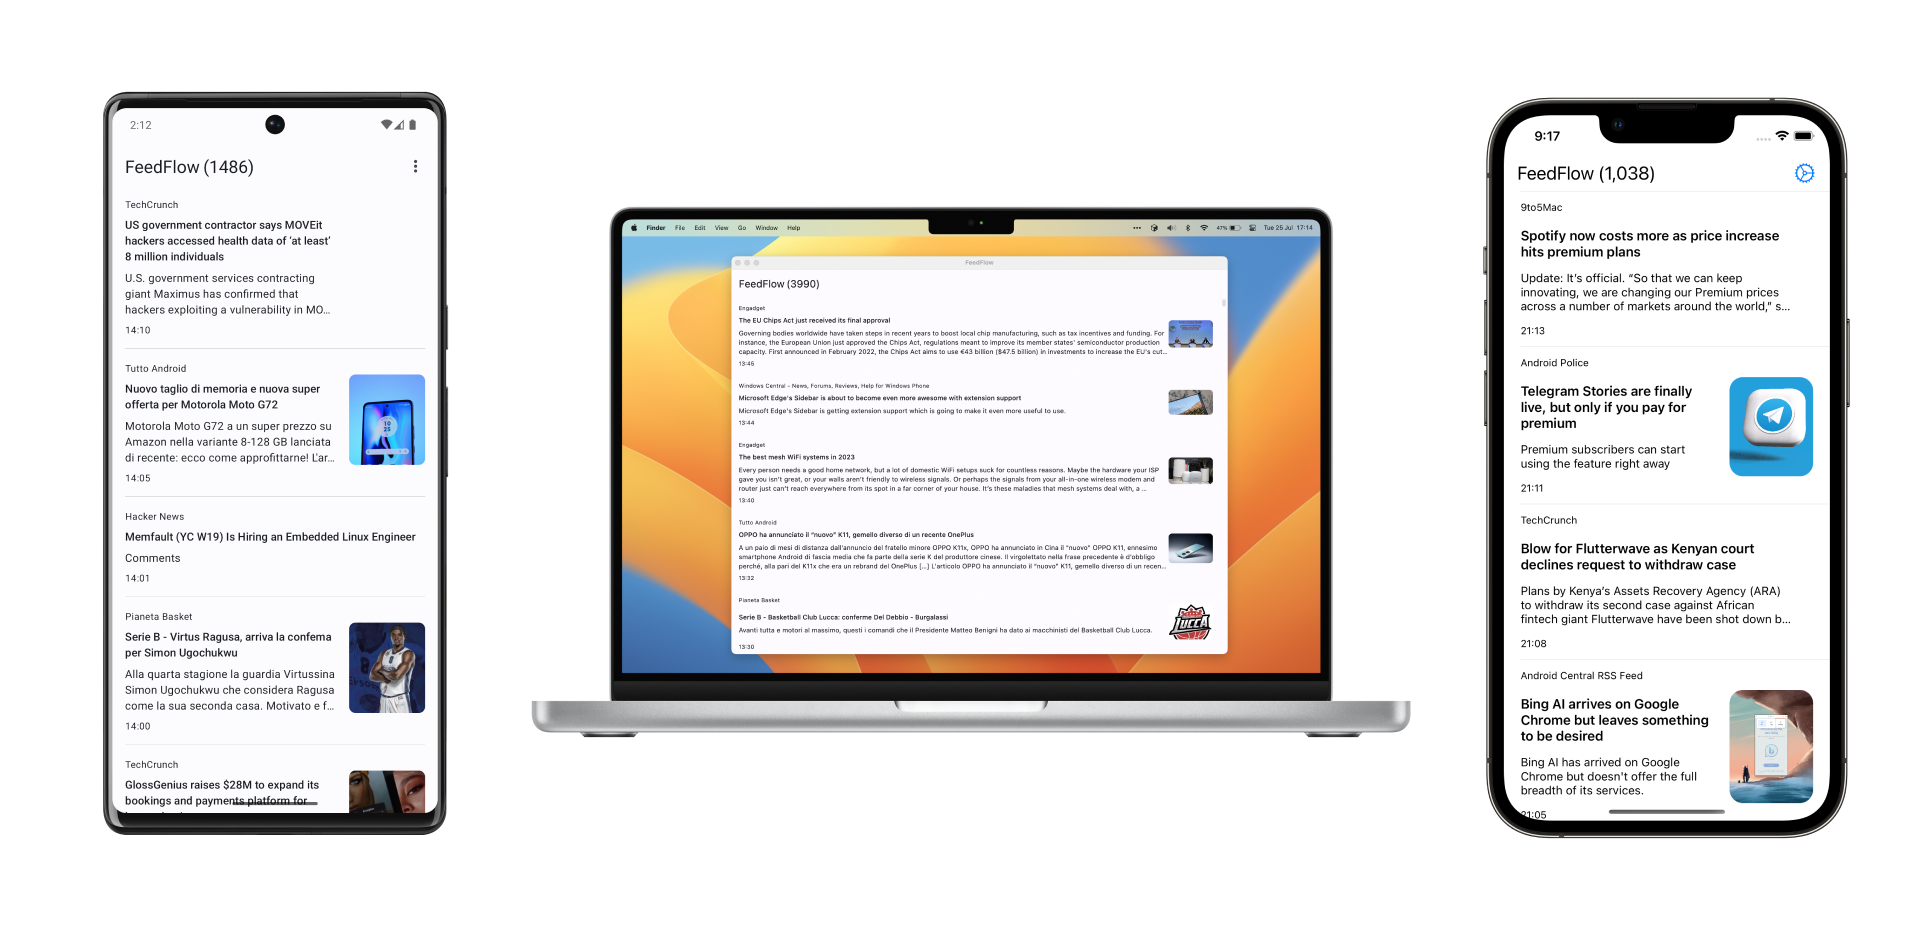 2:12
FeedFlow (1486)
TechCrunch
US government contractor says MOVEit
hackers accessed health data of ‘at least’
8 million individuals
U.S. government services contracting
giant Maximus has confirmed that
hackers exploiting a vulnerability in MO...
14:10
Tutto Android
Nuovo taglio di memoria e nuova super
offerta per Motorola Moto G72
Motorola Moto G72 a un super prezzo su
Amazon nella variante 8-128 GB lanciata
di recente: ecco come approfittarne! L'ar...
14:05
Hacker News
Memfault (YC W19) Is Hiring an Embedded Linux Engineer
Comments
14:01
Pianeta Basket
Serie B - Virtus Ragusa, arriva la confema
per Simon Ugochukwu
Alla quarta stagione la guardia Virtussina
Simon Ugochukwu che considera Ragusa
come la sua seconda casa. Motivato e f...
14:00
TechCrunch
GlossGenius raises $28M to expand its
bookings and payments platform for
Finder File Edit View Go Window Help
47% Tue 25 Jul 17:14
FeedFlow
FeedFlow (3990)
Engadget
The EU Chips Act just received its final approval
Governing bodies worldwide have taken steps in recent years to boost local chip manufacturing, such as tax incentives and funding. For
instance, the European Union just approved the Chips Act, regulations meant to improve its member states' semiconductor production
capacity. First announced in February 2022, the Chips Act aims to use €43 billion ($47.5 billion) in investments to increase the EU's cut...
13:45
Windows Central - News, Forums, Reviews, Help for Windows Phone
Microsoft Edge's Sidebar is about to become even more awesome with extension support
Microsoft Edge's Sidebar is getting extension support which is going to make it even more useful to use.
13:44
Engadget
The best mesh WiFi systems in 2023
Every person needs a good home network, but a lot of domestic WiFi setups suck for countless reasons. Maybe the hardware your ISP
gave you isn't great, or your walls aren't friendly to wireless signals. Or perhaps the signals from your all-in-one wireless modem and
router just can't reach everywhere from its spot in a far corner of your house. It's these maladies that mesh systems deal with, a ...
13:40
Tutto Android
OPPO ha annunciato il “nuovo” K11, gemello diverso di un recente OnePlus
A un paio di mesi di distanza dall'annuncio del fratello minore OPPO K11x, OPPO ha annunciato in Cina il “nuovo” OPPO K11, ennesimo
smartphone Android di fascia media che fa parte della serie K del produttore cinese. Il virgolettato nella frase precedente è d'obbligo
perché, alla pari del K11x che era un rebrand del OnePlus [...] L'articolo OPPO ha annunciato il “nuovo” K11, gemello diverso di un recen...
13:32
Pianeta Basket
Serie B - Basketball Club Lucca: conferme Del Debbio - Burgalassi
Avanti tutta e motori al massimo, questi i comandi che il Presidente Matteo Benigni ha dato ai macchinisti del Basketball Club Lucca.
LUCCA
13:30
9:17
FeedFlow (1,038)
9to5Mac
Spotify now costs more as price increase
hits premium plans
Update: It's official. “So that we can keep
innovating, we are changing our Premium prices
across a number of markets around the world,” s...
21:13
Android Police
Telegram Stories are finally
live, but only if you pay for
premium
Premium subscribers can start
using the feature right away
21:11
TechCrunch
Blow for Flutterwave as Kenyan court
declines request to withdraw case
Plans by Kenya's Assets Recovery Agency (ARA)
to withdraw its second case against African
fintech giant Flutterwave have been shot down b...
21:08
Android Central RSS Feed
Bing AI arrives on Google
Chrome but leaves something
to be desired
Bing AI has arrived on Google
Chrome but doesn't offer the full
breadth of its services.
21:05